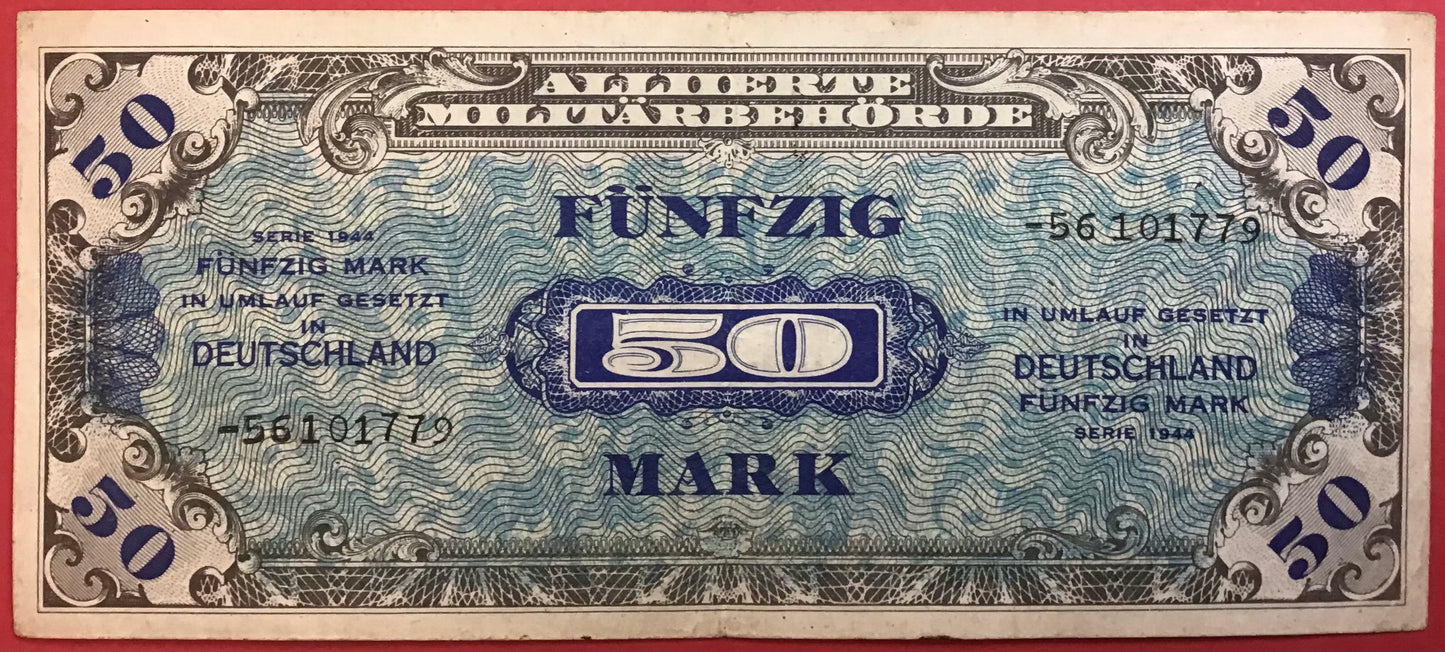 ALLIIERTE
MILITÄRBEHÖRDE
50
50
FÜNFZIG
-56101779
SERIE 1944
FÜNFZIG MARK
IN UMLAUF GESETZT
IN
DEUTSCHLAND
-56101779
50
IN UMLAUF GESETZT
IN
DEUTSCHLAND
FÜNFZIG MARK
SERIE 1944
MARK
50
50